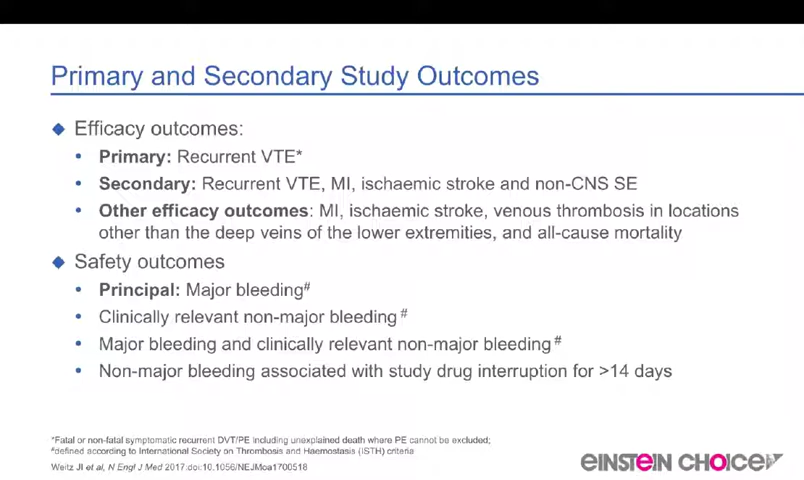 Primary and Secondary Study Outcomes
◆ Efficacy outcomes:
• Primary: Recurrent VTE*
• Secondary: Recurrent VTE, MI, ischaemic stroke and non-CNS SE
• Other efficacy outcomes: MI, ischaemic stroke, venous thrombosis in locations
other than the deep veins of the lower extremities, and all-cause mortality
◆ Safety outcomes
• Principal: Major bleeding#
• Clinically relevant non-major bleeding #
• Major bleeding and clinically relevant non-major bleeding #
• Non-major bleeding associated with study drug interruption for >14 days
*Fatal or non-fatal symptomatic recurrent DVT/PE including unexplained death where PE cannot be excluded;
#defined according to International Society on Thrombosis and Haemostasis (ISTH) criteria
Weitz JI et al, N Engl J Med 2017.doi:10.1056/NEJMoa1700518
EINSTEIN CHOICE